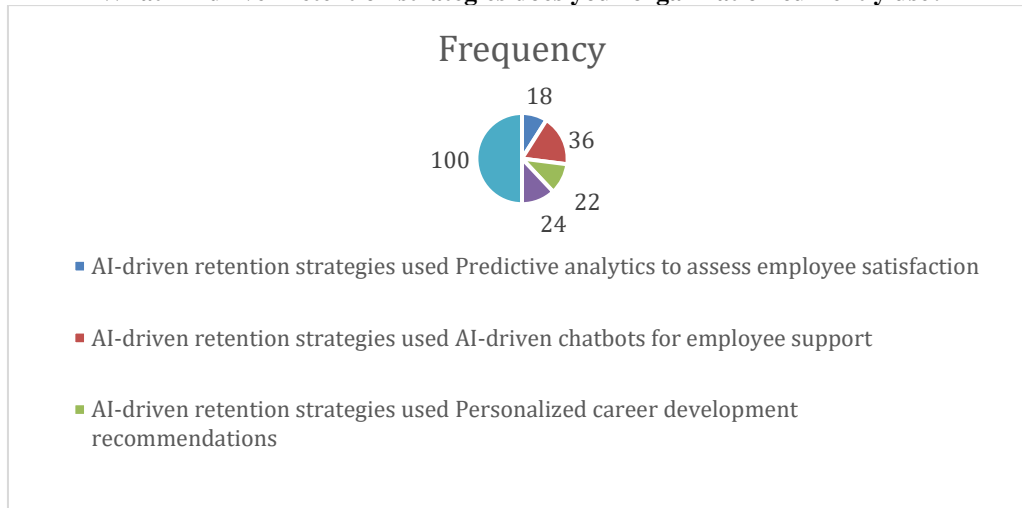 Frequency
18
36
100
22
24
AI-driven retention strategies used Predictive analytics to assess employee satisfaction
AI-driven retention strategies used AI-driven chatbots for employee support
AI-driven retention strategies used Personalized career development
recommendations